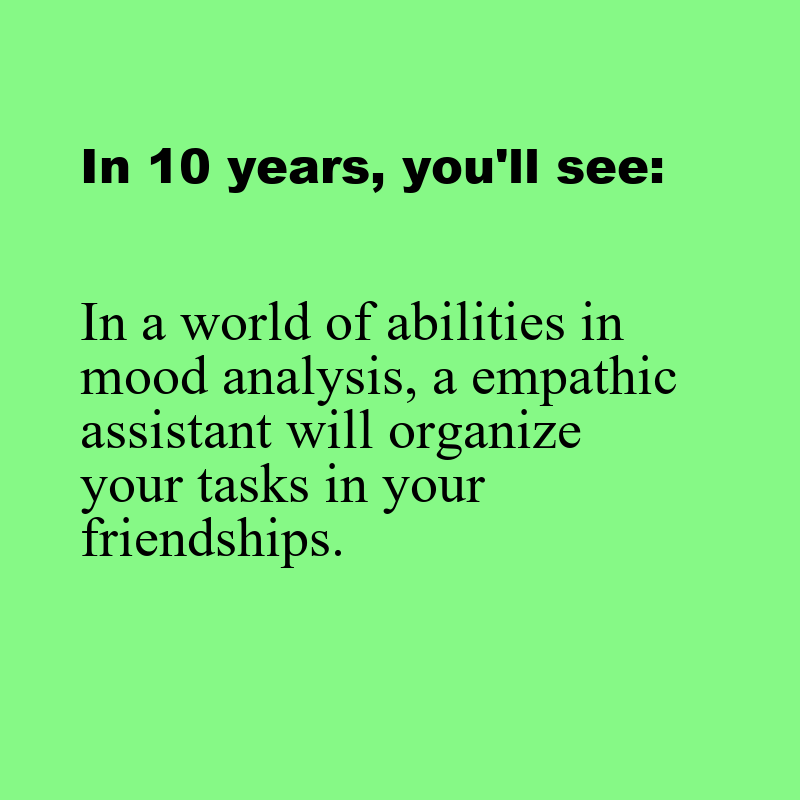 In 10 years, you'll see:
In a world of abilities in
mood analysis, a empathic
assistant will organize
your tasks in your
friendships.